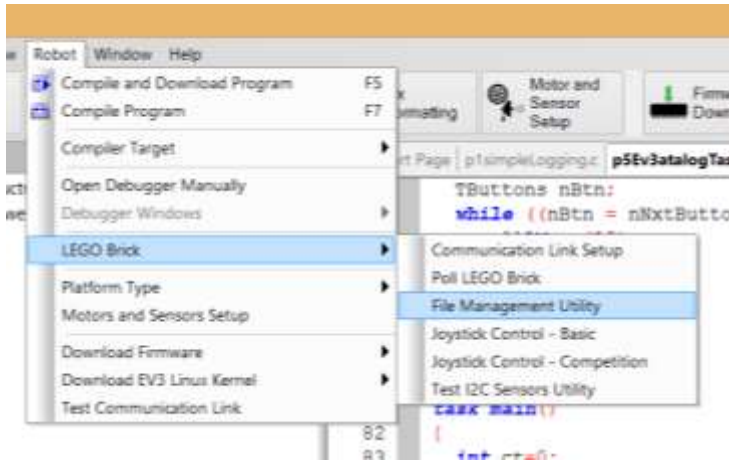 Robot Window Help
Compile and Download Program F5
Compile Program F7
Compiler Target
Open Debugger Manually
Debugger Windows
LEGO Brick
Platform Type
Motors and Sensors Setup
Download Firmware
Download EV3 Linus Kernel
Test Communication Link
Communication Link Setup
Poll LEGO Brick
File Management Utility
Joystick Control - Basic
Joystick Control - Competition
Test I2C Sensors Utility
Motor and
Sensor
Setup
p1simpleLogging.c
p5Ev3atalogTas
TButtons nBtn;
while ((nBtn = nNxtButto
task main()
82 {
83 int ct=0;